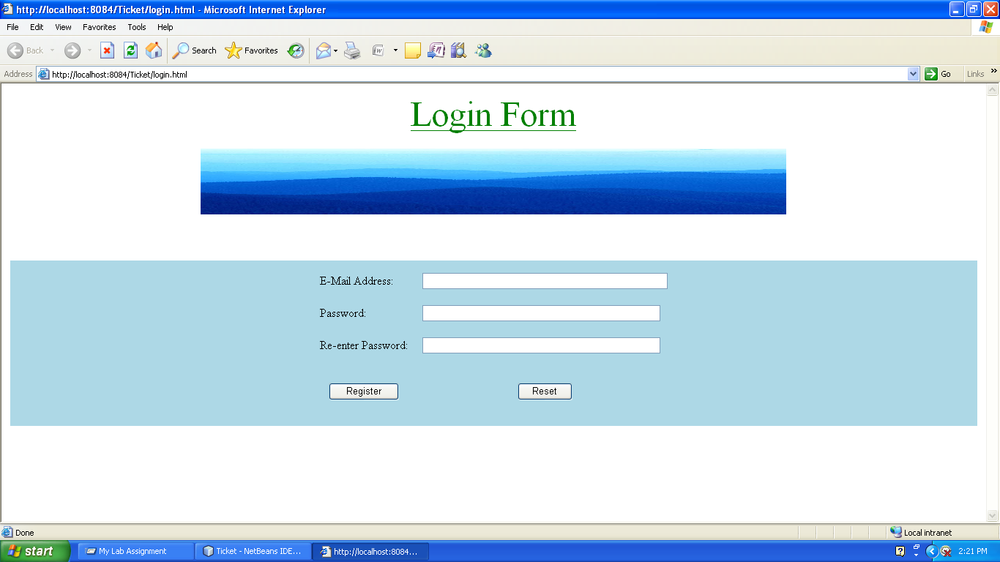 http://localhost:8084/Ticket/login.html - Microsoft Internet Explorer
File Edit View Favorites Tools Help
Back Search Favorites
Address http://localhost:8084/Ticket/login.html Go Links »
Login Form
E-Mail Address:
Password:
Re-enter Password:
Register Reset
Done Local intranet
start My Lab Assignment Ticket - NetBeans IDE... http://localhost:8084... 2:21 PM